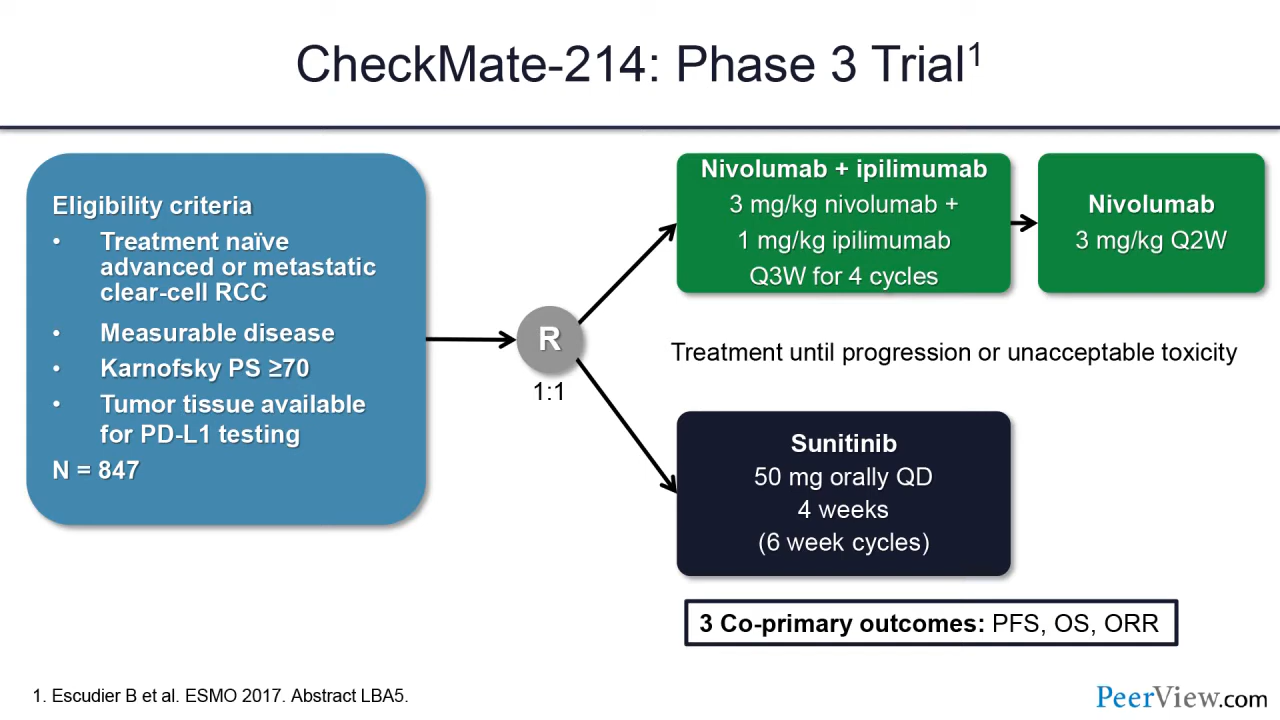 CheckMate-214: Phase 3 Trial1
Eligibility criteria
• Treatment naïve
advanced or metastatic
clear-cell RCC
• Measurable disease
• Karnofsky PS ≥70
• Tumor tissue available
for PD-L1 testing
N = 847
R
1:1
Nivolumab + ipilimumab
3 mg/kg nivolumab +
1 mg/kg ipilimumab
Q3W for 4 cycles
Nivolumab
3 mg/kg Q2W
Treatment until progression or unacceptable toxicity
Sunitinib
50 mg orally QD
4 weeks
(6 week cycles)
3 Co-primary outcomes: PFS, OS, ORR
1. Escudier B et al. ESMO 2017. Abstract LBA5.
PeerView.com